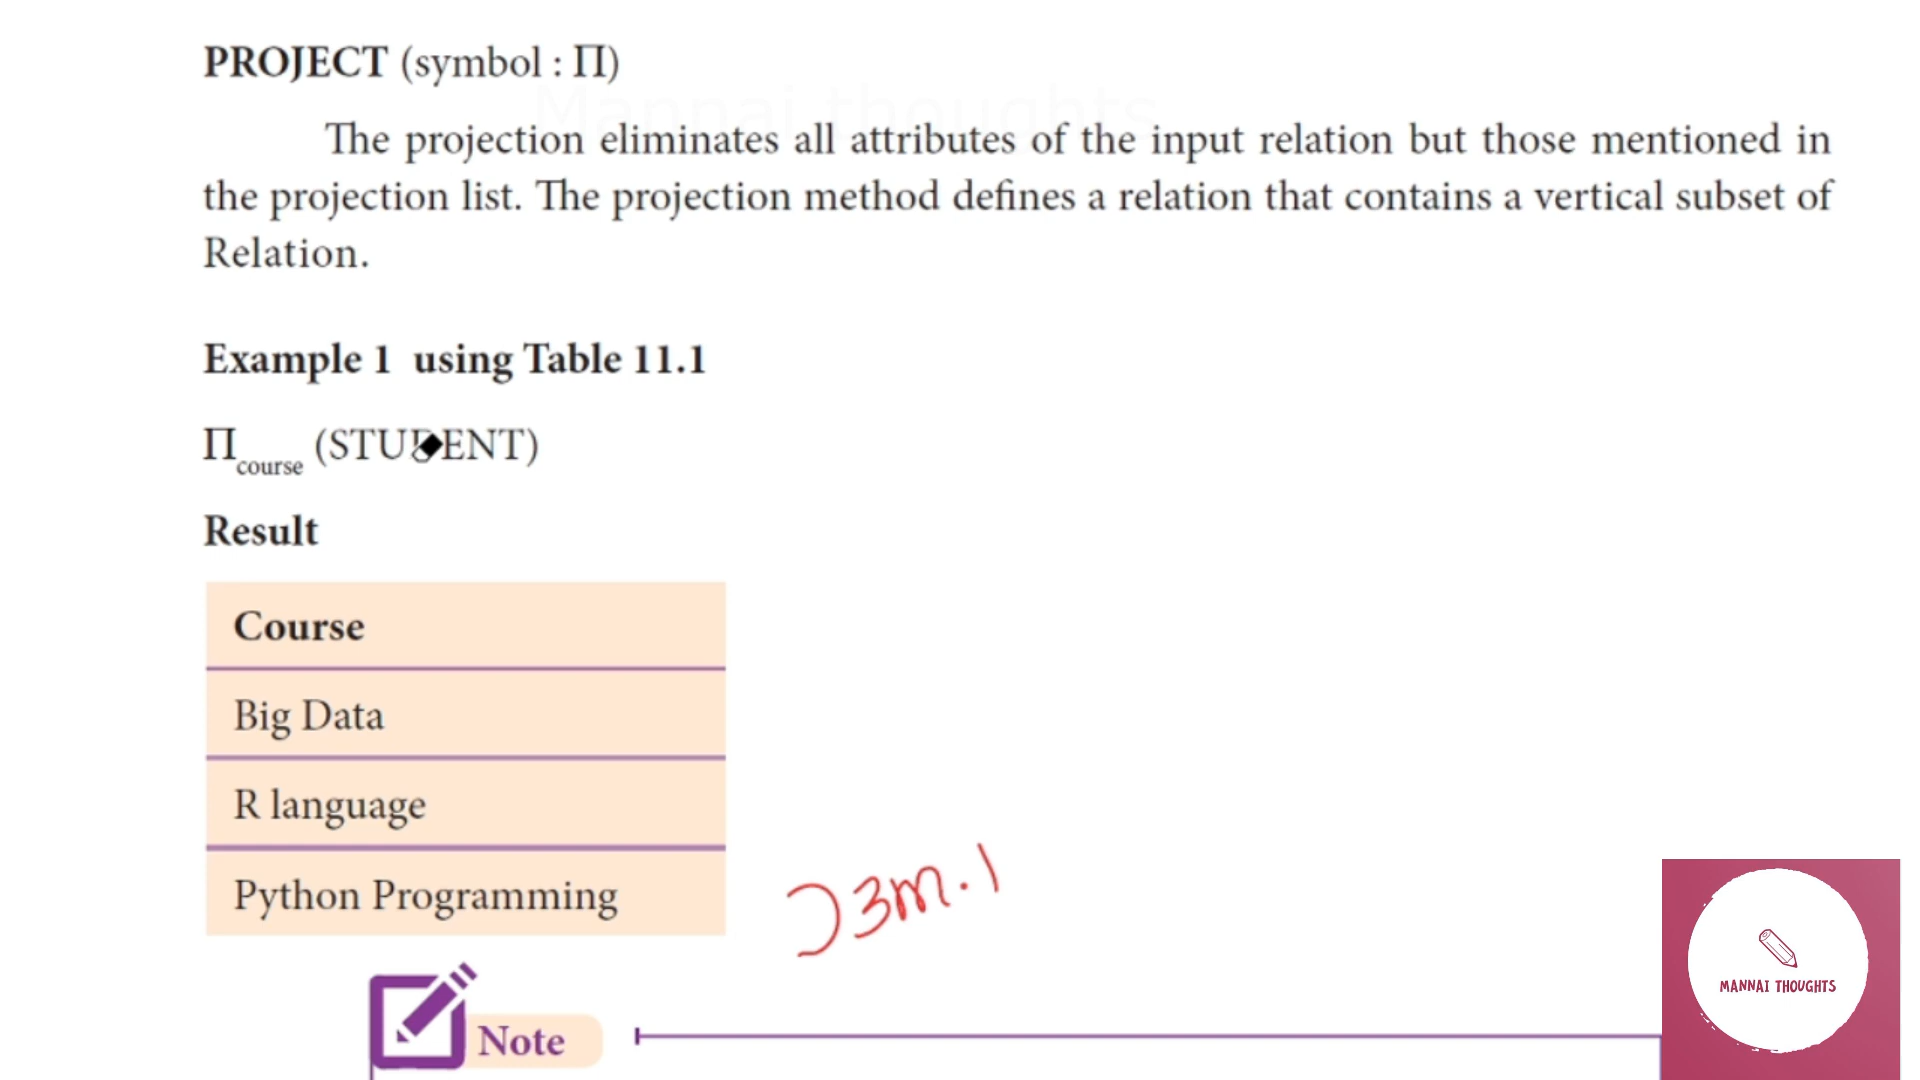 PROJECT (symbol : Π)
Mannai thoughts
The projection eliminates all attributes of the input relation but those mentioned in
the projection list. The projection method defines a relation that contains a vertical subset of
Relation.
Example 1 using Table 11.1
Π course (STUDENT)
Result
Course
Big Data
R language
Python Programming
3m.
Note
MANNAI THOUGHTS